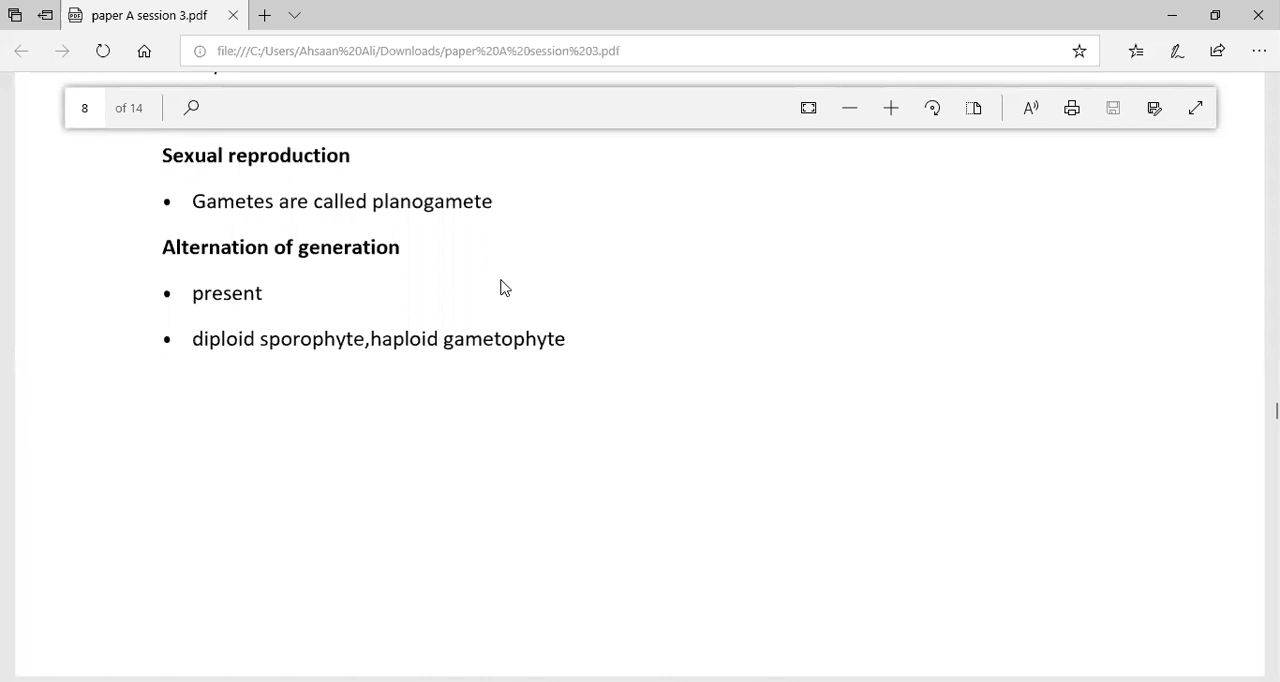 paper A session 3.pdf
file:///C:/Users/Ahsaan%20Ali/Downloads/paper%20A%20session%203.pdf
8 of 14
Sexual reproduction
• Gametes are called planogamete
Alternation of generation
• present
• diploid sporophyte,haploid gametophyte